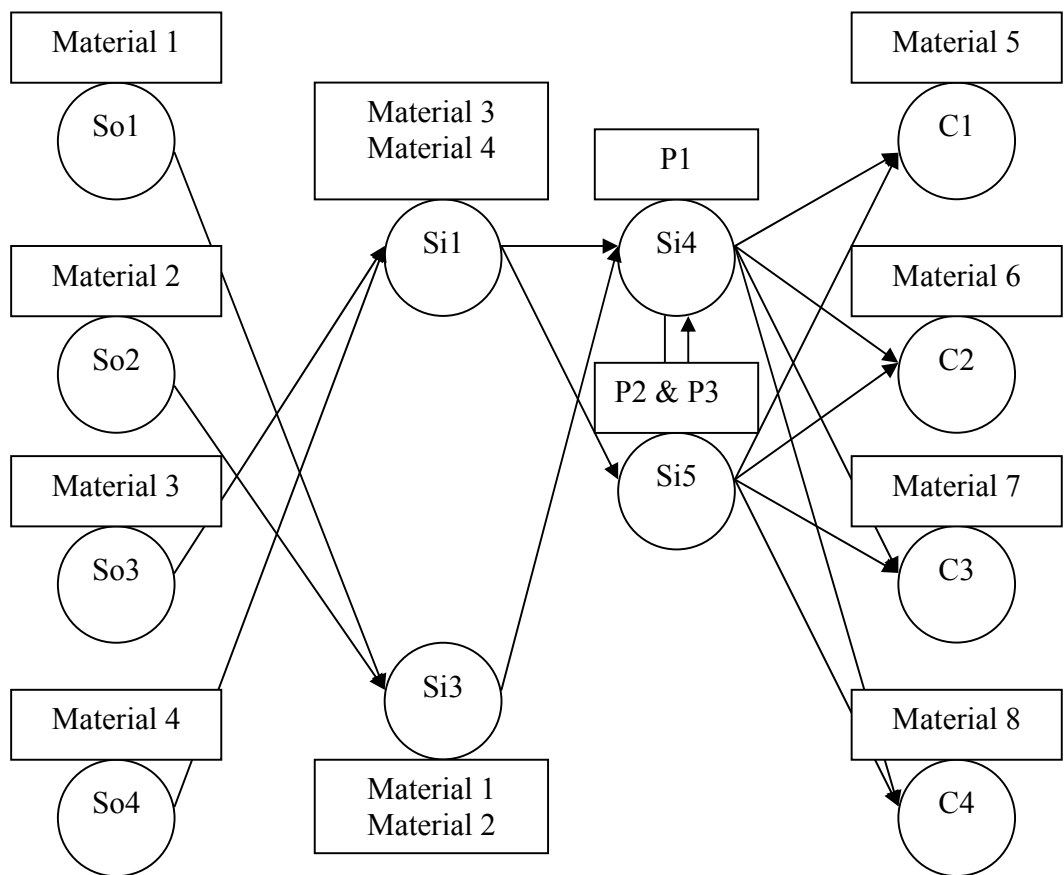 Material 1
So1
Material 2
So2
Material 3
So3
Material 4
So4
Material 3
Material 4
Si1
Si3
Material 1
Material 2
P1
Si4
P2 & P3
Si5
Material 5
C1
Material 6
C2
Material 7
C3
Material 8
C4